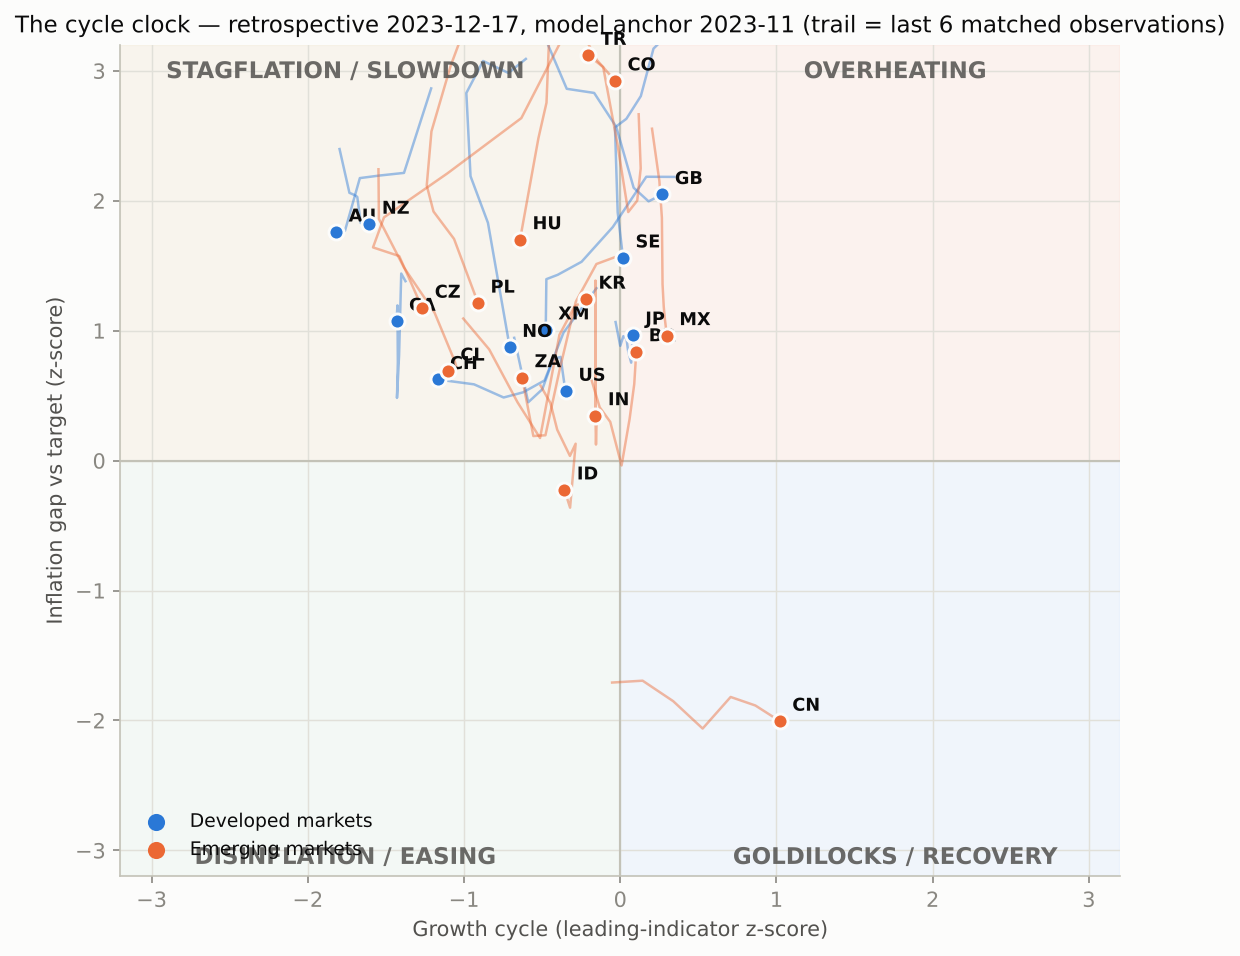 The cycle clock — retrospective 2023-12-17, model anchor 2023-11 (trail = last 6 matched observations)
STAGFLATION / SLOWDOWN
OVERHEATING
TR
CO
GB
AU
NZ
HU
SE
KR
PL
CZ
CA
XM
NO
JP
MX
CL
CH
ZA
US
IN
ID
CN
3
2
1
0
−1
−2
−3
Inflation gap vs target (z-score)
Developed markets
Emerging markets
DISINFLATION / EASING
GOLDILOCKS / RECOVERY
−3 −2 −1 0 1 2 3
Growth cycle (leading-indicator z-score)